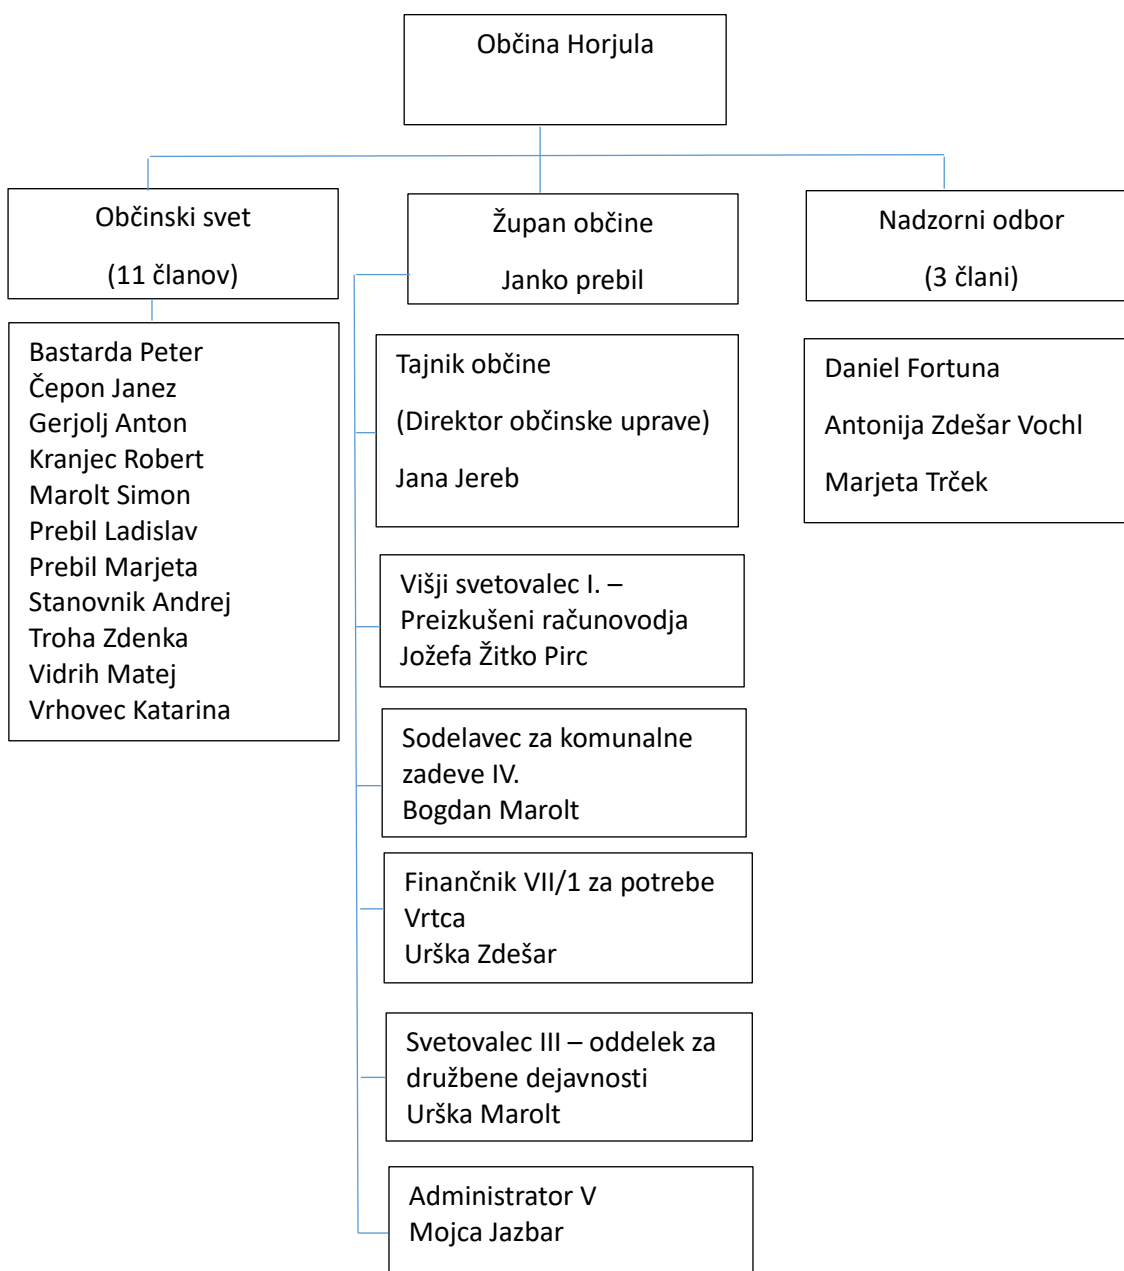 Občina Horjula
Občinski svet
(11 članov)
Bastarda Peter
Čepon Janez
Gerjolj Anton
Kranjec Robert
Marolt Simon
Prebil Ladislav
Prebil Marjeta
Stanovnik Andrej
Troha Zdenka
Vidrih Matej
Vrhovec Katarina
Župan občine
Janko prebil
Tajnik občine
(Direktor občinske uprave)
Jana Jereb
Višji svetovalec I. –
Preizkušeni računovodja
Jožefa Žitko Pirc
Sodelavec za komunalne
zadeve IV.
Bogdan Marolt
Finančnik VII/1 za potrebe
Vrtca
Urška Zdešar
Svetovalec III – oddelek za
družbene dejavnosti
Urška Marolt
Administrator V
Mojca Jazbar
Nadzorni odbor
(3 člani)
Daniel Fortuna
Antonija Zdešar Vochl
Marjeta Trček